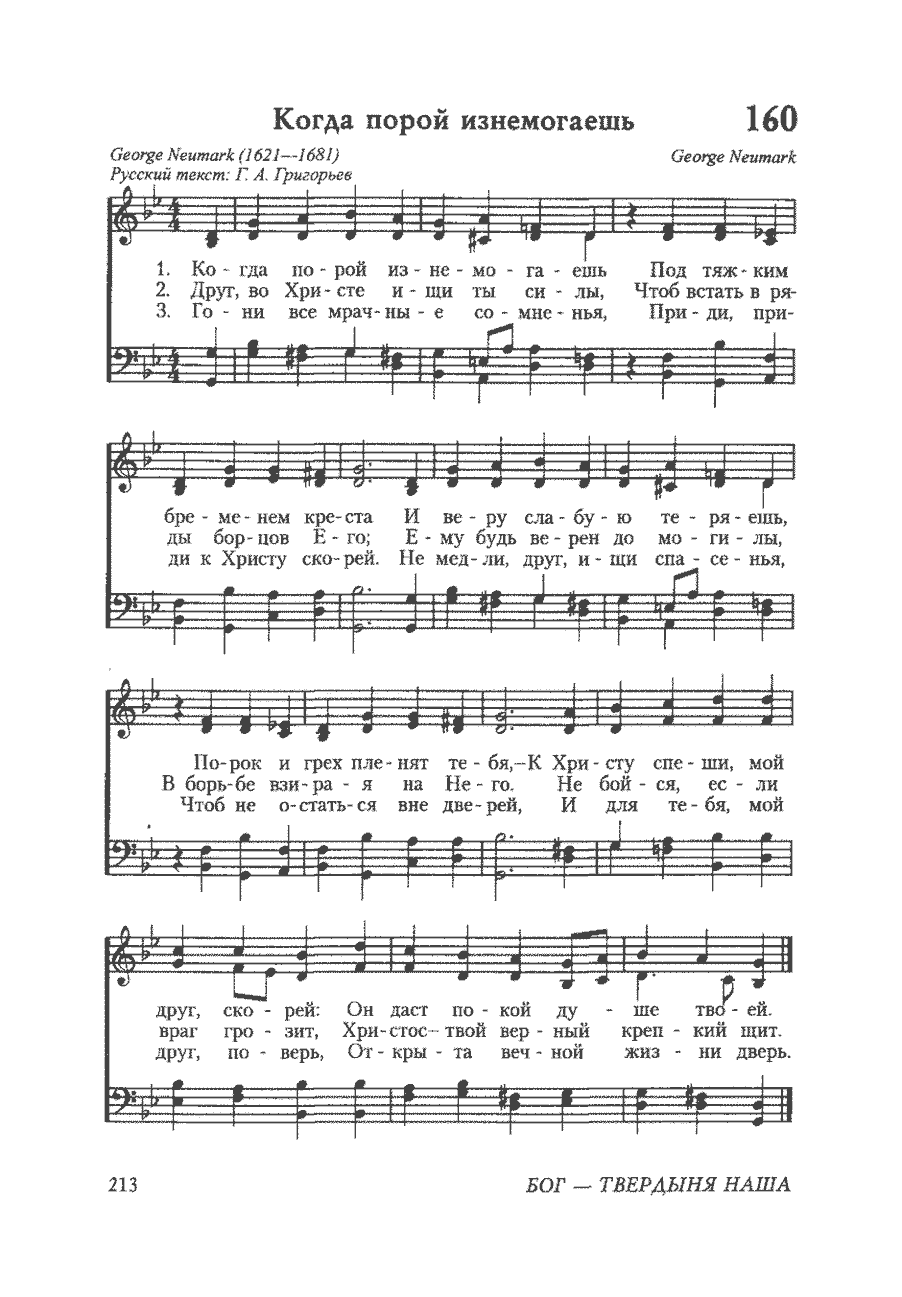 Когда порой изнемогаешь 160
George Neumark (1621—1681) George Neumark
Русский текст: Г. А. Григорьев
1. Ко - гда по - рой из - не - мо - га - ешь Под тяж - ким
2. Друг, во Хри - сте и - щи ты си - лы, Чтоб встать в ря-
3. Го - ни все мрач - ны - е со - мне - нья, При - ди, при-
бре - ме - нем кре-ста И ве - ру сла - бу - ю те - ря - ешь,
ды бор-цов Е - го; Е - му будь ве - рен до мо - ги - лы,
ди к Христу ско-рей. Не мед-ли, друг, и - щи спа - се - нья,
По-рок и грех пле-нят те - бя,—К Хри - сту спе - ши, мой
В борь-бе взи-ра - я на Не - го. Не бой - ся, ес - ли
Чтоб не о-стать-ся вне две-рей, И для те - бя, мой
друг, ско - рей: Он даст по - кой ду - ше тво - ей.
враг гро - зит, Хри-стос—твой вер - ный креп - кий щит.
друг, по - верь, От - кры - та веч - ной жиз - ни дверь.
213 БОГ — ТВЕРДЫНЯ НАША